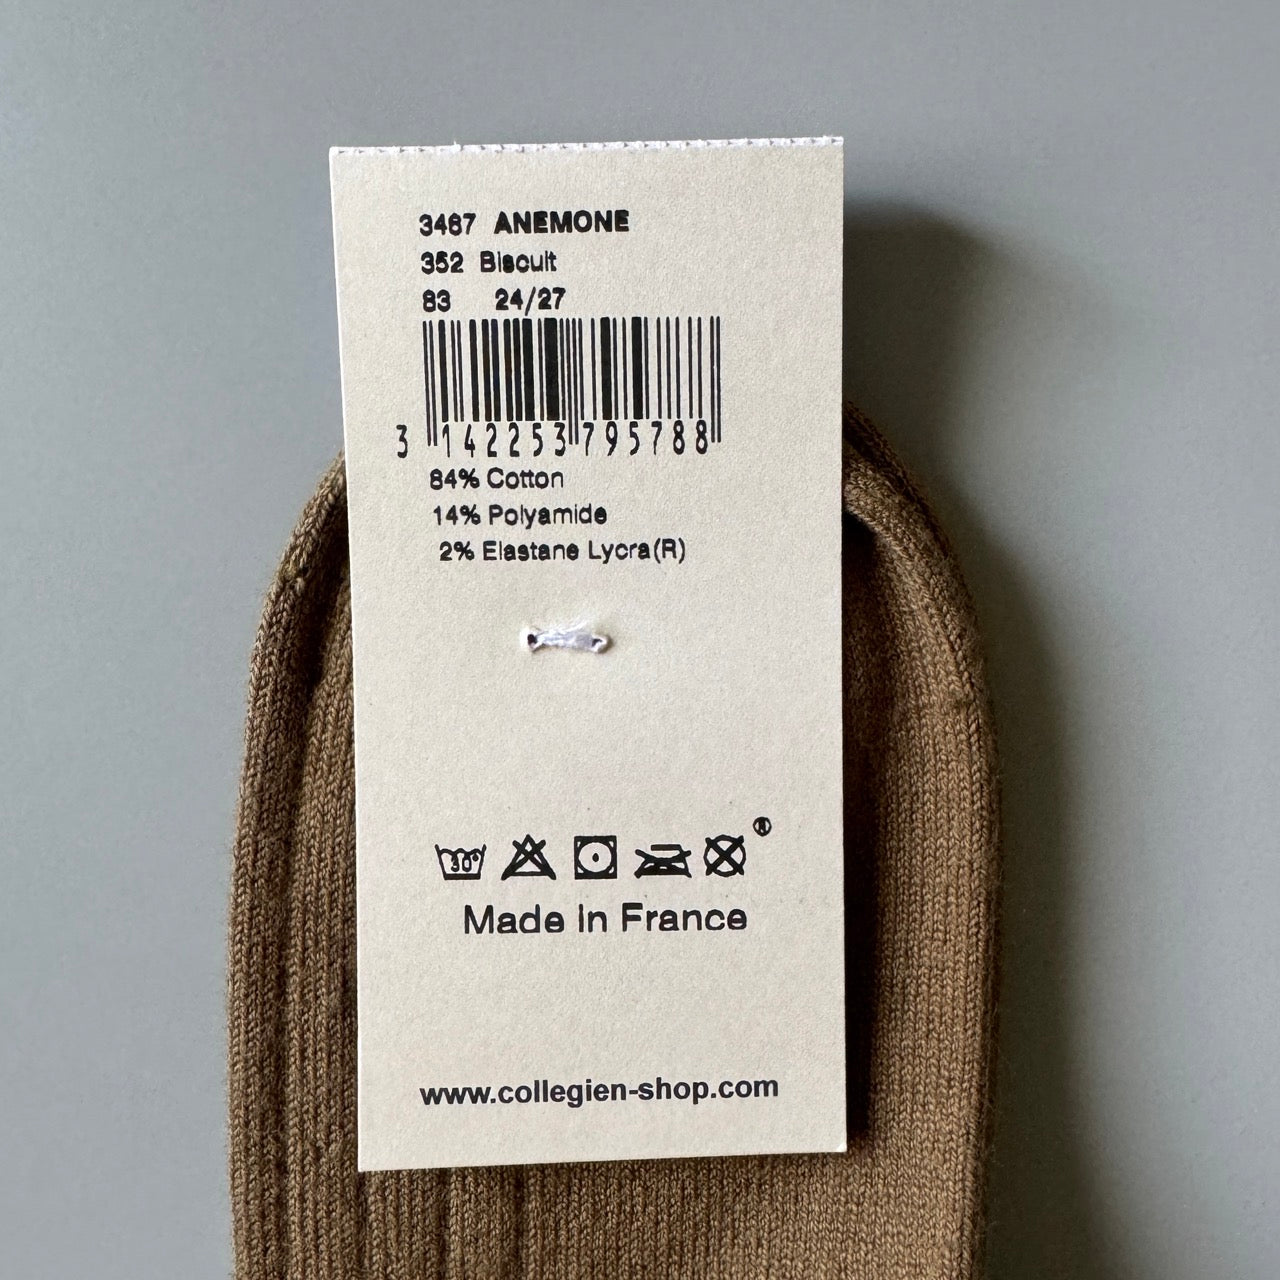 3467 ANEMONE
352 Biscuit
83 24/27
3 142253 795788
84% Cotton
14% Polyamide
2% Elastane Lycra(R)
30°
®
Made in France
www.collegien-shop.com